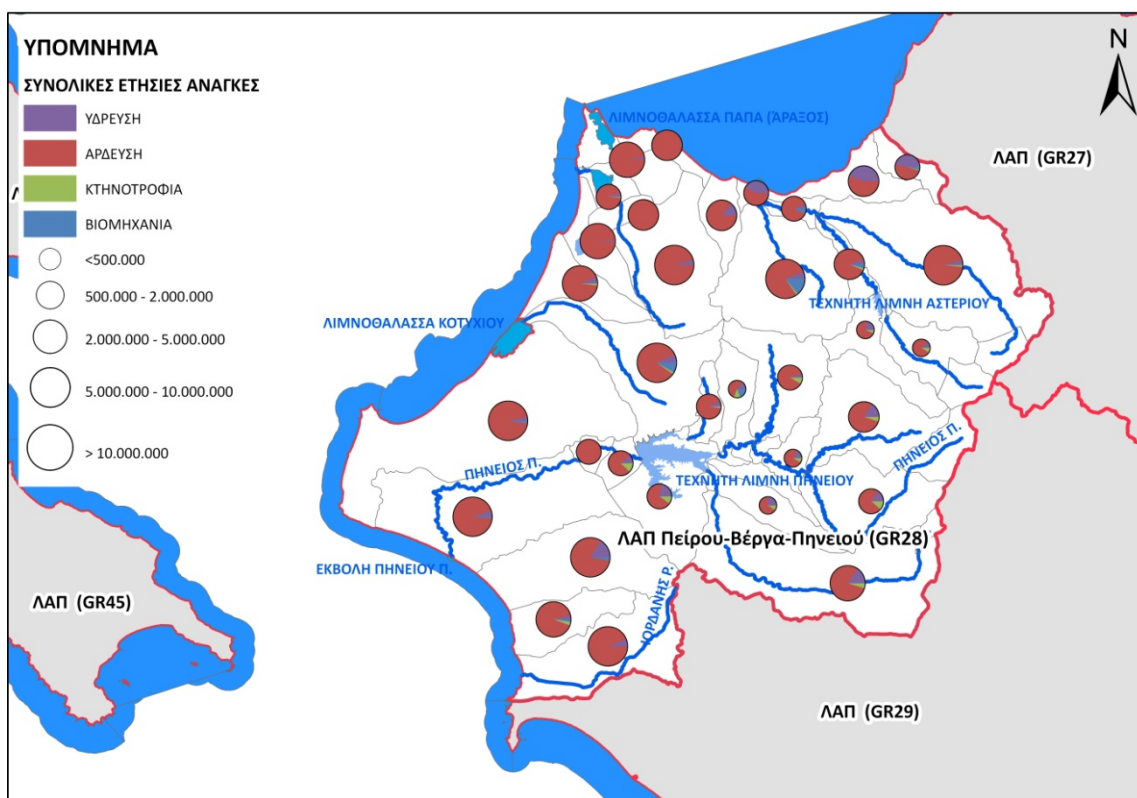 ΥΠΟΜΝΗΜΑ
ΣΥΝΟΛΙΚΕΣ ΕΤΗΣΙΕΣ ΑΝΑΓΚΕΣ
ΥΔΡΕΥΣΗ
ΑΡΔΕΥΣΗ
ΚΤΗΝΟΤΡΟΦΙΑ
ΒΙΟΜΗΧΑΝΙΑ
<500.000
500.000 - 2.000.000
2.000.000 - 5.000.000
5.000.000 - 10.000.000
> 10.000.000
N
ΛΙΜΝΟΘΑΛΑΣΣΑ ΠΑΠΑ (ΆΡΑΞΟΣ)
ΛΑΠ (GR27)
ΤΕΧΝΗΤΗ ΛΙΜΝΗ ΑΣΤΕΡΙΟΥ
ΛΙΜΝΟΘΑΛΑΣΣΑ ΚΟΤΥΧΙΟΥ
ΠΗΝΕΙΟΣ Π.
ΠΗΝΕΙΟΣ Π.
ΤΕΧΝΗΤΗ ΛΙΜΝΗ ΠΗΝΕΙΟΥ
ΛΑΠ Πείρου-Βέργα-Πηνειού (GR28)
ΕΚΒΟΛΗ ΠΗΝΕΙΟΥ Π.
ΙΟΡΔΑΝΗΣ Ρ.
ΛΑΠ (GR45)
ΛΑΠ (GR29)